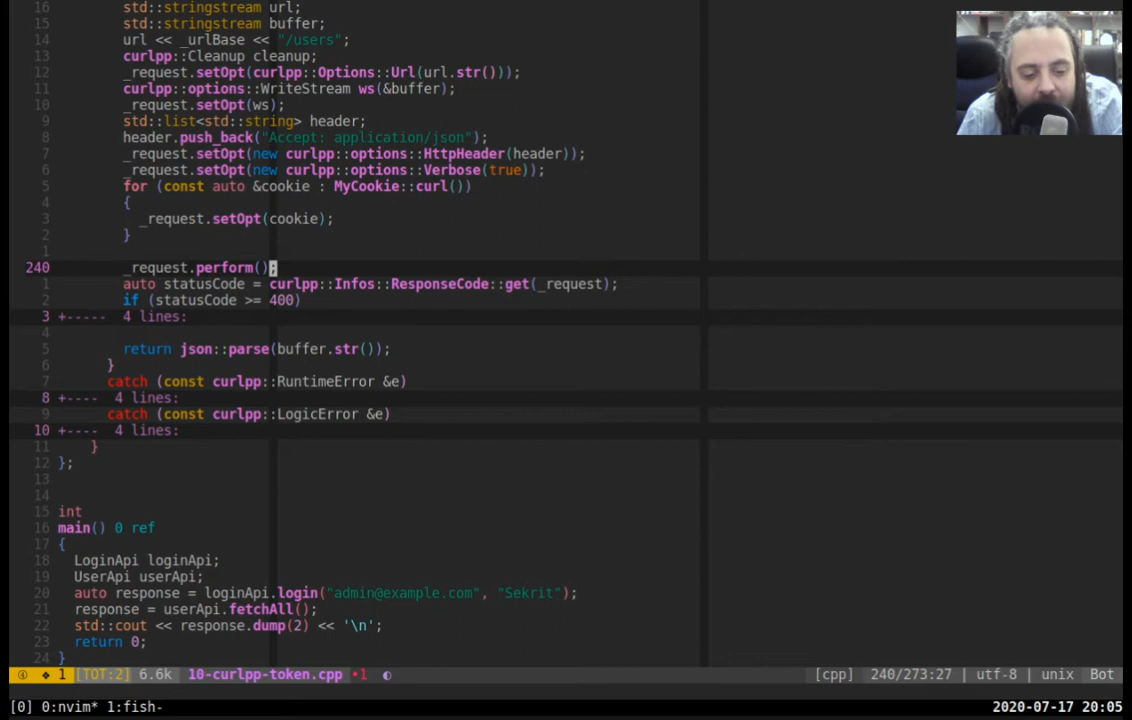 16 std::stringstream url;
15 std::stringstream buffer;
14 url << _urlBase << "/users";
13 curlpp::Cleanup cleanup;
12 _request.setOpt(curlpp::Options::Url(url.str()));
11 curlpp::options::WriteStream ws(&buffer);
10 _request.setOpt(ws);
9 std::list<std::string> header;
8 header.push_back("Accept: application/json");
7 _request.setOpt(new curlpp::options::HttpHeader(header));
6 _request.setOpt(new curlpp::options::Verbose(true));
5 for (const auto &cookie : MyCookie::curl())
4 {
3 _request.setOpt(cookie);
2 }
1
240 _request.perform();
1 auto statusCode = curlpp::Infos::ResponseCode::get(_request);
2 if (statusCode >= 400)
3 +----- 4 lines:
4
5 return json::parse(buffer.str());
6 }
7 catch (const curlpp::RuntimeError &e)
8 +---- 4 lines:
9 catch (const curlpp::LogicError &e)
10 +---- 4 lines:
11 }
12 };
13
14
15 int
16 main() 0 ref
17 {
18 LoginApi loginApi;
19 UserApi userApi;
20 auto response = loginApi.login("admin@example.com", "Sekrit");
21 response = userApi.fetchAll();
22 std::cout << response.dump(2) << '\n';
23 return 0;
24 }
④ ❖ 1 [TOT:2] 6.6k 10-curlpp-token.cpp •1 ◐ [cpp] 240/273:27 | utf-8 | unix Bot
[0] 0:nvim* 1:fish- 2020-07-17 20:05